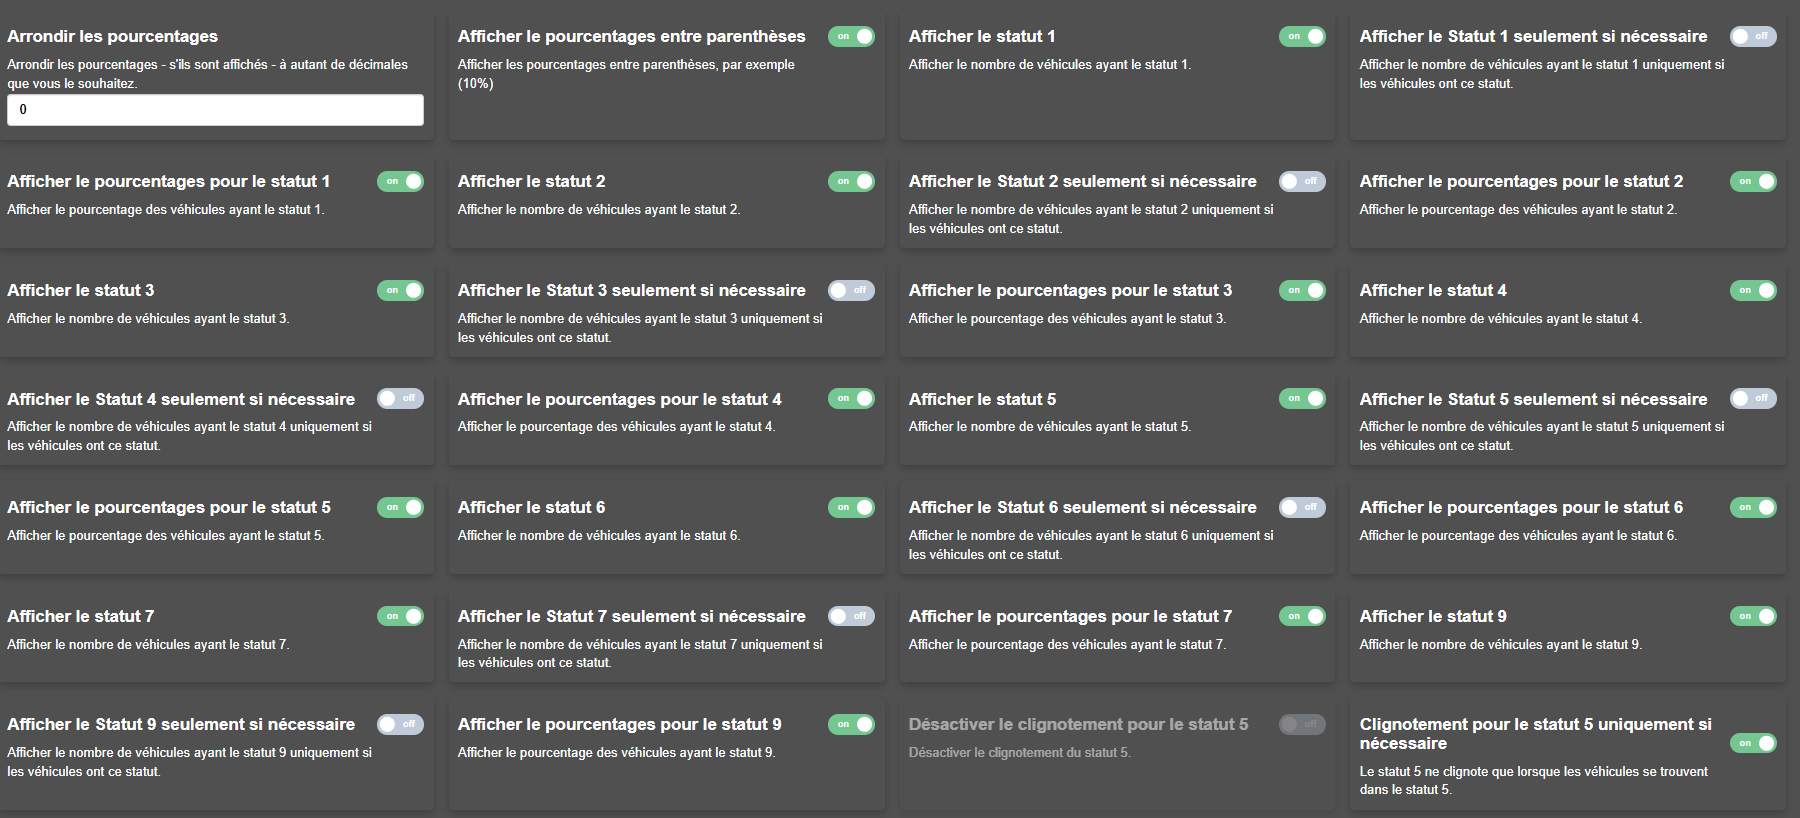 Arrondir les pourcentages
Arrondir les pourcentages - s'ils sont affichés - à autant de décimales
que vous le souhaitez.
0
Afficher le pourcentages entre parenthèses
on
Afficher les pourcentages entre parenthèses, par exemple
(10%)
Afficher le statut 1
on
Afficher le nombre de véhicules ayant le statut 1.
Afficher le Statut 1 seulement si nécessaire
off
Afficher le nombre de véhicules ayant le statut 1 uniquement si
les véhicules ont ce statut.
Afficher le pourcentages pour le statut 1
on
Afficher le pourcentage des véhicules ayant le statut 1.
Afficher le statut 2
on
Afficher le nombre de véhicules ayant le statut 2.
Afficher le Statut 2 seulement si nécessaire
off
Afficher le nombre de véhicules ayant le statut 2 uniquement si
les véhicules ont ce statut.
Afficher le pourcentages pour le statut 2
on
Afficher le pourcentage des véhicules ayant le statut 2.
Afficher le statut 3
on
Afficher le nombre de véhicules ayant le statut 3.
Afficher le Statut 3 seulement si nécessaire
off
Afficher le nombre de véhicules ayant le statut 3 uniquement si
les véhicules ont ce statut.
Afficher le pourcentages pour le statut 3
on
Afficher le pourcentage des véhicules ayant le statut 3.
Afficher le statut 4
on
Afficher le nombre de véhicules ayant le statut 4.
Afficher le Statut 4 seulement si nécessaire
off
Afficher le nombre de véhicules ayant le statut 4 uniquement si
les véhicules ont ce statut.
Afficher le pourcentages pour le statut 4
on
Afficher le pourcentage des véhicules ayant le statut 4.
Afficher le statut 5
on
Afficher le nombre de véhicules ayant le statut 5.
Afficher le Statut 5 seulement si nécessaire
off
Afficher le nombre de véhicules ayant le statut 5 uniquement si
les véhicules ont ce statut.
Afficher le pourcentages pour le statut 5
on
Afficher le pourcentage des véhicules ayant le statut 5.
Afficher le statut 6
on
Afficher le nombre de véhicules ayant le statut 6.
Afficher le Statut 6 seulement si nécessaire
off
Afficher le nombre de véhicules ayant le statut 6 uniquement si
les véhicules ont ce statut.
Afficher le pourcentages pour le statut 6
on
Afficher le pourcentage des véhicules ayant le statut 6.
Afficher le statut 7
on
Afficher le nombre de véhicules ayant le statut 7.
Afficher le Statut 7 seulement si nécessaire
off
Afficher le nombre de véhicules ayant le statut 7 uniquement si
les véhicules ont ce statut.
Afficher le pourcentages pour le statut 7
on
Afficher le pourcentage des véhicules ayant le statut 7.
Afficher le statut 9
on
Afficher le nombre de véhicules ayant le statut 9.
Afficher le Statut 9 seulement si nécessaire
off
Afficher le nombre de véhicules ayant le statut 9 uniquement si
les véhicules ont ce statut.
Afficher le pourcentages pour le statut 9
on
Afficher le pourcentage des véhicules ayant le statut 9.
Désactiver le clignotement pour le statut 5
off
Désactiver le clignotement du statut 5.
Clignotement pour le statut 5 uniquement si
nécessaire
on
Le statut 5 ne clignote que lorsque les véhicules se trouvent
dans le statut 5.